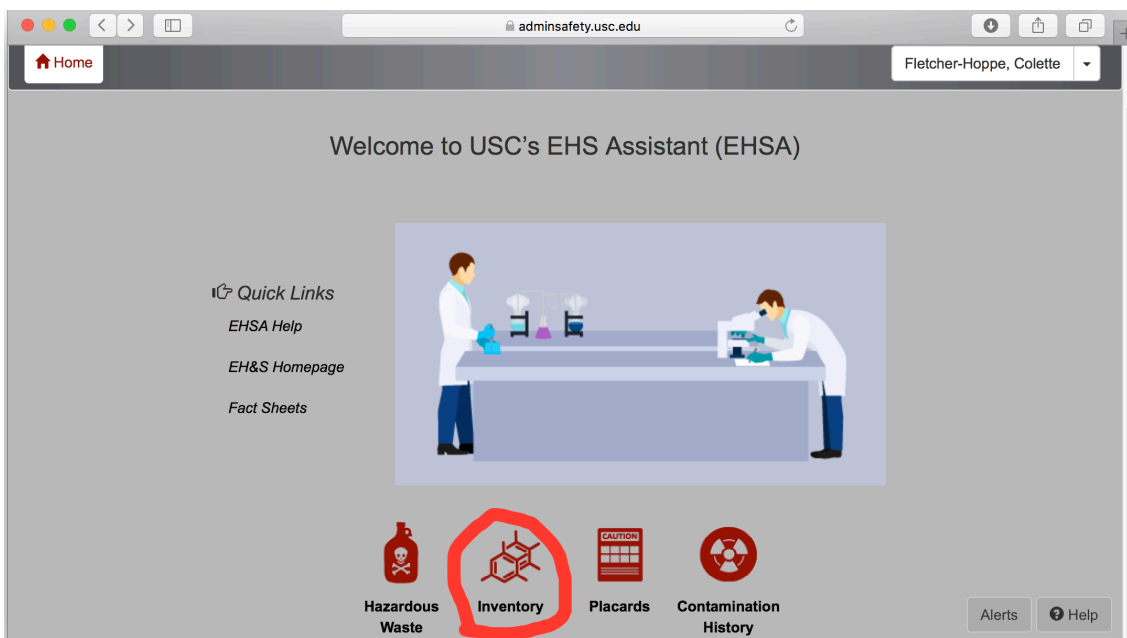 adminsafety.usc.edu
Home
Fletcher-Hoppe, Colette
Welcome to USC’s EHS Assistant (EHSA)
Quick Links
EHSA Help
EH&S Homepage
Fact Sheets
CAUTION
Hazardous
Waste
Inventory
Placards
Contamination
History
Alerts
Help